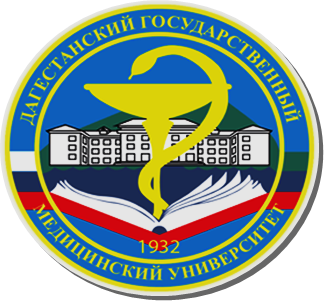 ДАГЕСТАНСКИЙ ГОСУДАРСТВЕННЫЙ
МЕДИЦИНСКИЙ УНИВЕРСИТЕТ
1932